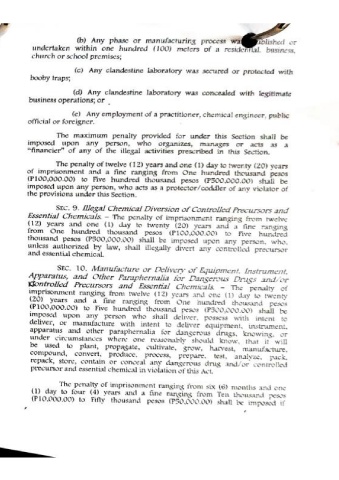 (b) Any phase or manufacturing process was established or
undertaken within one hundred (100) meters of a residential, business,
church or school premises;
(c) Any clandestine laboratory was secured or protected with
booby traps;
(d) Any clandestine laboratory was concealed with legitimate
business operations; or
(e) Any employment of a practitioner, chemical engineer, public
official or foreigner.
The maximum penalty provided for under this Section shall be
imposed upon any person, who organizes, manages or acts as a
"financier" of any of the illegal activities prescribed in this Section.
The penalty of twelve (12) years and one (1) day to twenty (20) years
of imprisonment and a fine ranging from One hundred thousand pesos
(P100,000.00) to Five hundred thousand pesos (P500,000.00) shall be
imposed upon any person, who acts as a protector/coddler of any violator of
the provisions under this Section.
SEC. 9. Illegal Chemical Diversion of Controlled Precursors and
Essential Chemicals. – The penalty of imprisonment ranging from twelve
(12) years and one (1) day to twenty (20) years and a fine ranging
from One hundred thousand pesos (P100,000.00) to Five hundred
thousand pesos (P500,000.00) shall be imposed upon any person, who,
unless authorized by law, shall illegally divert any controlled precursor
and essential chemical.
SEC. 10. Manufacture or Delivery of Equipment, Instrument,
Apparatus, and Other Paraphernalia for Dangerous Drugs and/or
Controlled Precursors and Essential Chemicals. – The penalty of
imprisonment ranging from twelve (12) years and one (1) day to twenty
(20) years and a fine ranging from One hundred thousand pesos
(P100,000.00) to Five hundred thousand pesos (P500,000.00) shall be
imposed upon any person who shall deliver, possess with intent to
deliver, or manufacture with intent to deliver equipment, instrument,
apparatus and other paraphernalia for dangerous drugs, knowing, or
under circumstances where one reasonably should know, that it will
be used to plant, propagate, cultivate, grow, harvest, manufacture,
compound, convert, produce, process, prepare, test, analyze, pack,
repack, store, contain or conceal any dangerous drug and/or controlled
precursor and essential chemical in violation of this Act.
The penalty of imprisonment ranging from six (6) months and one
(1) day to four (4) years and a fine ranging from Ten thousand pesos
(P10,000.00) to Fifty thousand pesos (P50,000.00) shall be imposed if